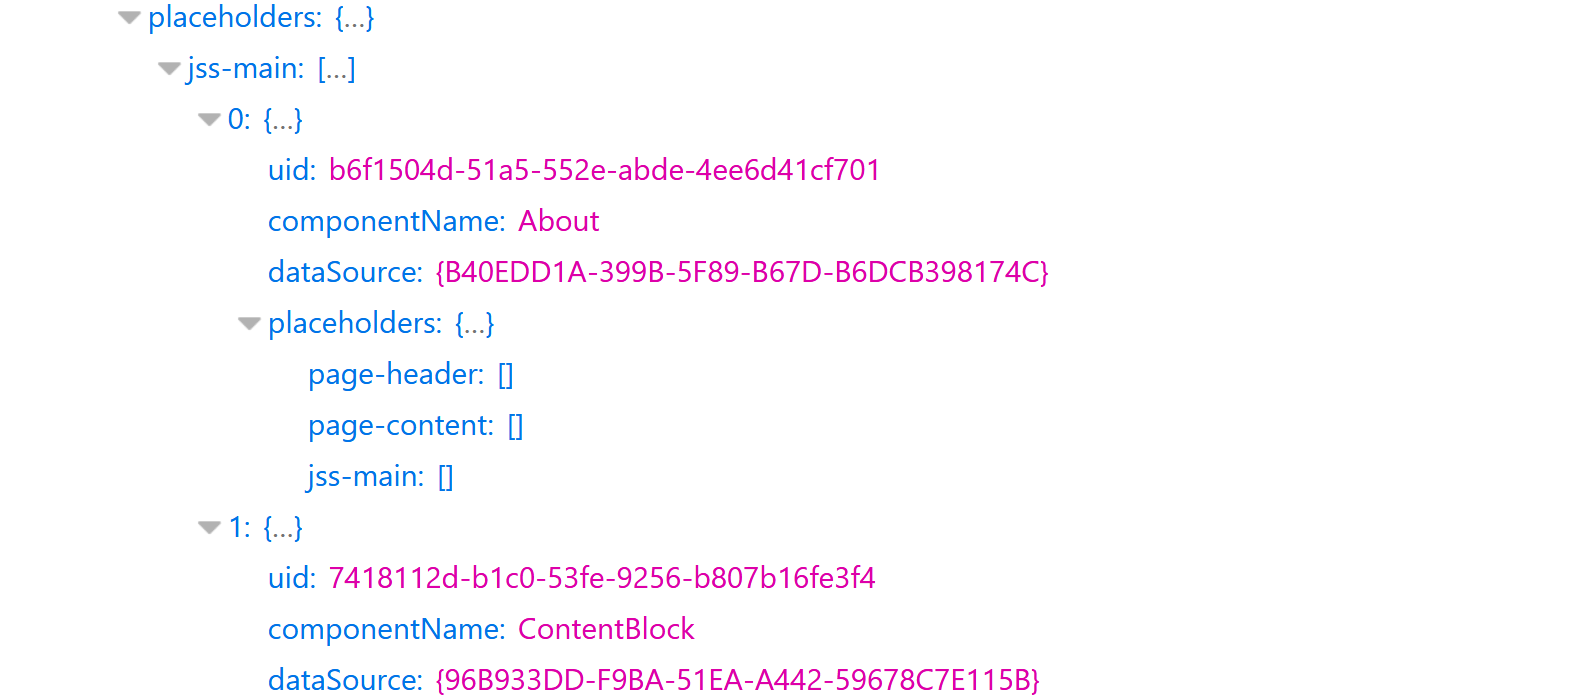 placeholders: {...}
jss-main: [...]
0: {...}
uid: b6f1504d-51a5-552e-abde-4ee6d41cf701
componentName: About
dataSource: {B40EDD1A-399B-5F89-B67D-B6DCB398174C}
placeholders: {...}
page-header: []
page-content: []
jss-main: []
1: {...}
uid: 7418112d-b1c0-53fe-9256-b807b16fe3f4
componentName: ContentBlock
dataSource: {96B933DD-F9BA-51EA-A442-59678C7E115B}